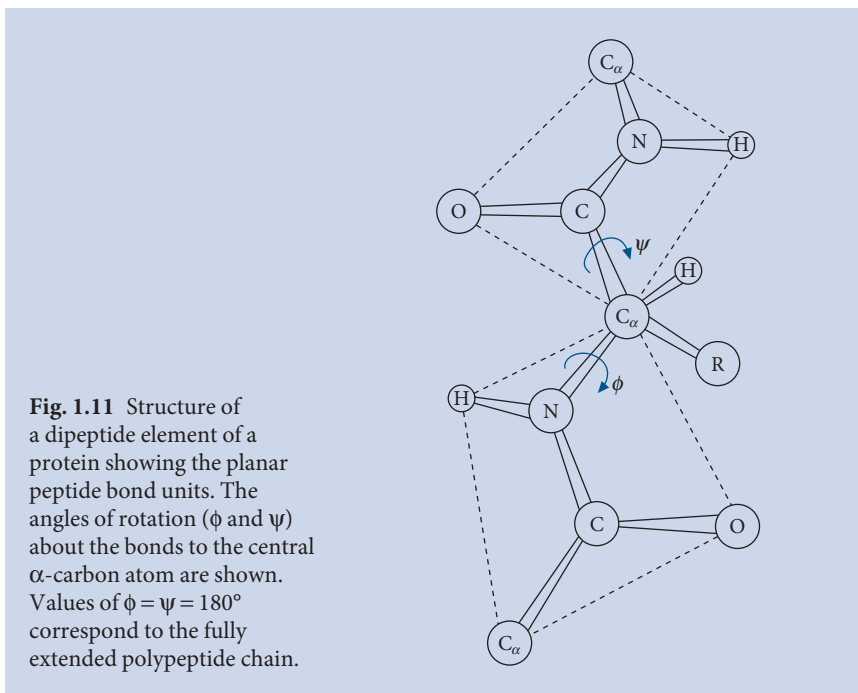 C𝛼
N
H
O
C
ψ
H
C𝛼
R
ϕ
H
N
C
O
C𝛼
Fig. 1.11 Structure of
a dipeptide element of a
protein showing the planar
peptide bond units. The
angles of rotation (ϕ and ψ)
about the bonds to the central
α-carbon atom are shown.
Values of ϕ = ψ = 180°
correspond to the fully
extended polypeptide chain.